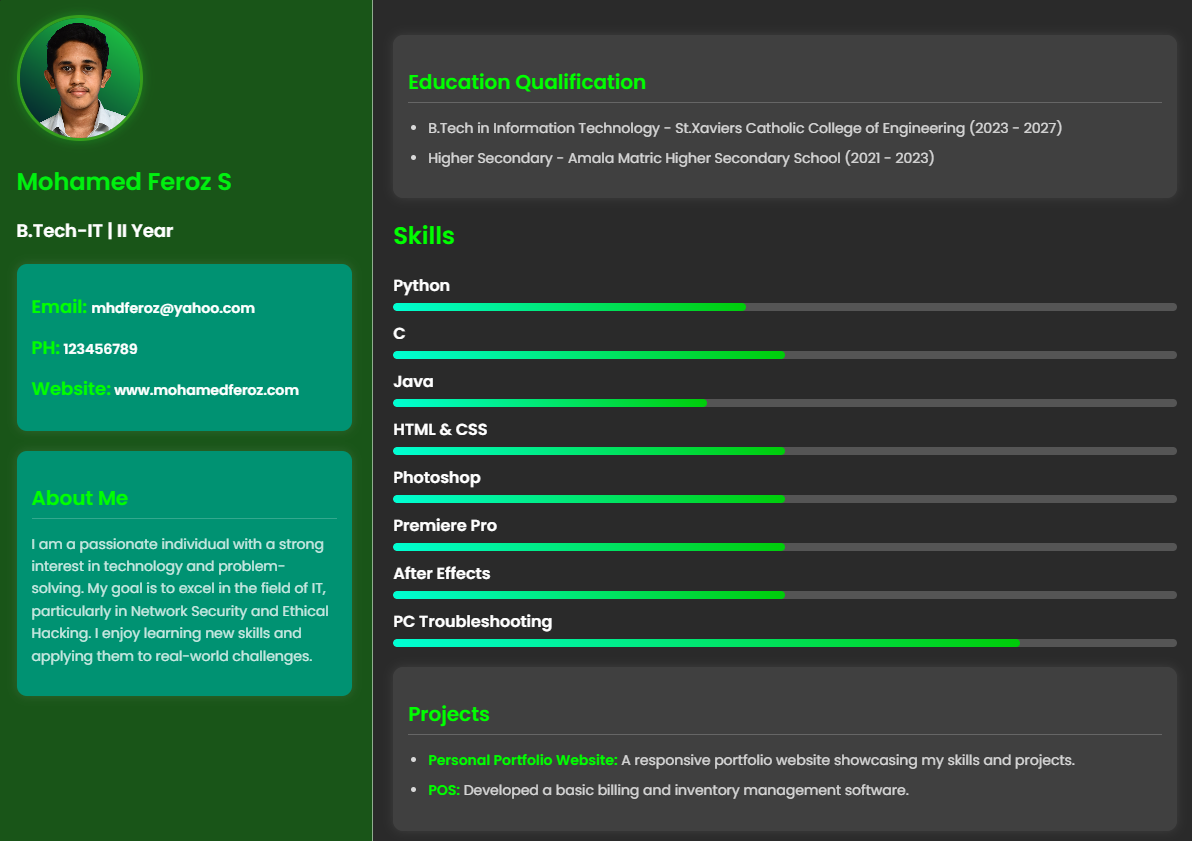 Mohamed Feroz S
B.Tech-IT | II Year
Email: mhdferoz@yahoo.com
PH: 123456789
Website: www.mohamedferoz.com
About Me
I am a passionate individual with a strong
interest in technology and problem-
solving. My goal is to excel in the field of IT,
particularly in Network Security and Ethical
Hacking. I enjoy learning new skills and
applying them to real-world challenges.
Education Qualification
• B.Tech in Information Technology - St.Xaviers Catholic College of Engineering (2023 - 2027)
• Higher Secondary - Amala Matric Higher Secondary School (2021 - 2023)
Skills
Python
C
Java
HTML & CSS
Photoshop
Premiere Pro
After Effects
PC Troubleshooting
Projects
• Personal Portfolio Website: A responsive portfolio website showcasing my skills and projects.
• POS: Developed a basic billing and inventory management software.